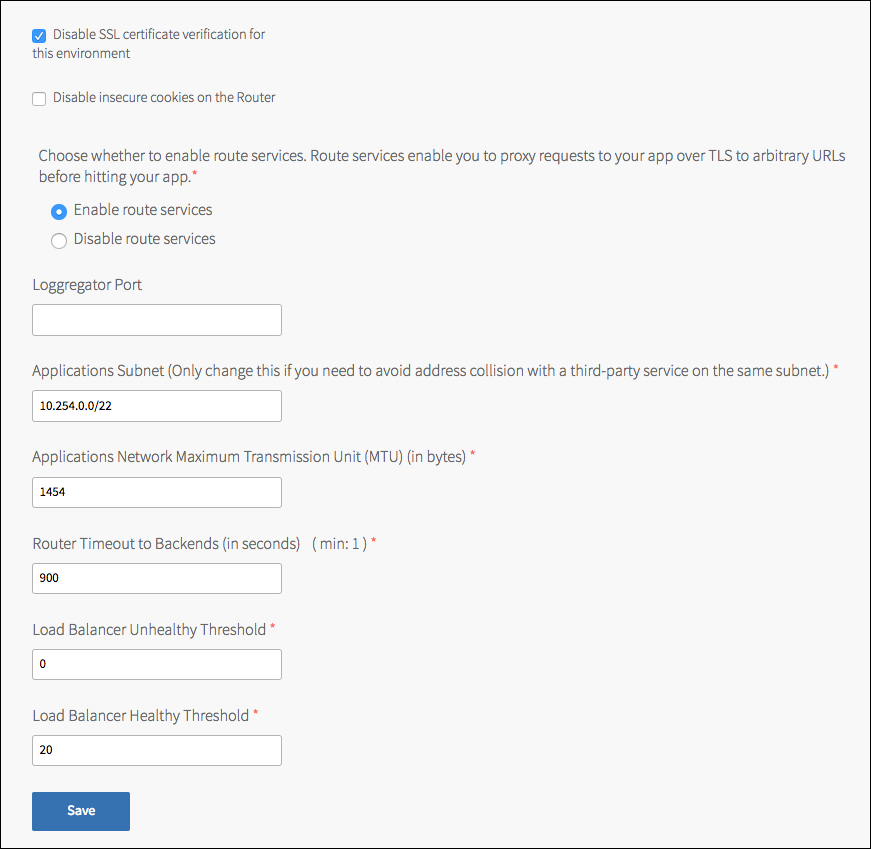 Disable SSL certificate verification for
this environment
Disable insecure cookies on the Router
Choose whether to enable route services. Route services enable you to proxy requests to your app over TLS to arbitrary URLs
before hitting your app.*
Enable route services
Disable route services
Loggregator Port
Applications Subnet (Only change this if you need to avoid address collision with a third-party service on the same subnet.) *
10.254.0.0/22
Applications Network Maximum Transmission Unit (MTU) (in bytes) *
1454
Router Timeout to Backends (in seconds) ( min: 1 ) *
900
Load Balancer Unhealthy Threshold *
0
Load Balancer Healthy Threshold *
20
Save